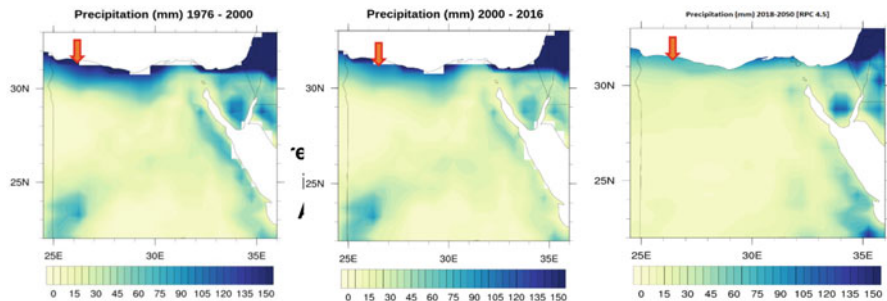 Precipitation (mm) 1976 - 2000
30N
25N
25E 30E 35E
0 15 30 45 60 75 90 105 120 150
Precipitation (mm) 2000 - 2016
30N
25N
25E 30E 35E
0 15 30 45 60 75 90 105 120 150
Precipitation (mm) 2018-2050 [RPC 4.5]
30N
25N
25E 30E 35E
0 15 30 45 60 75 90 105 120 150